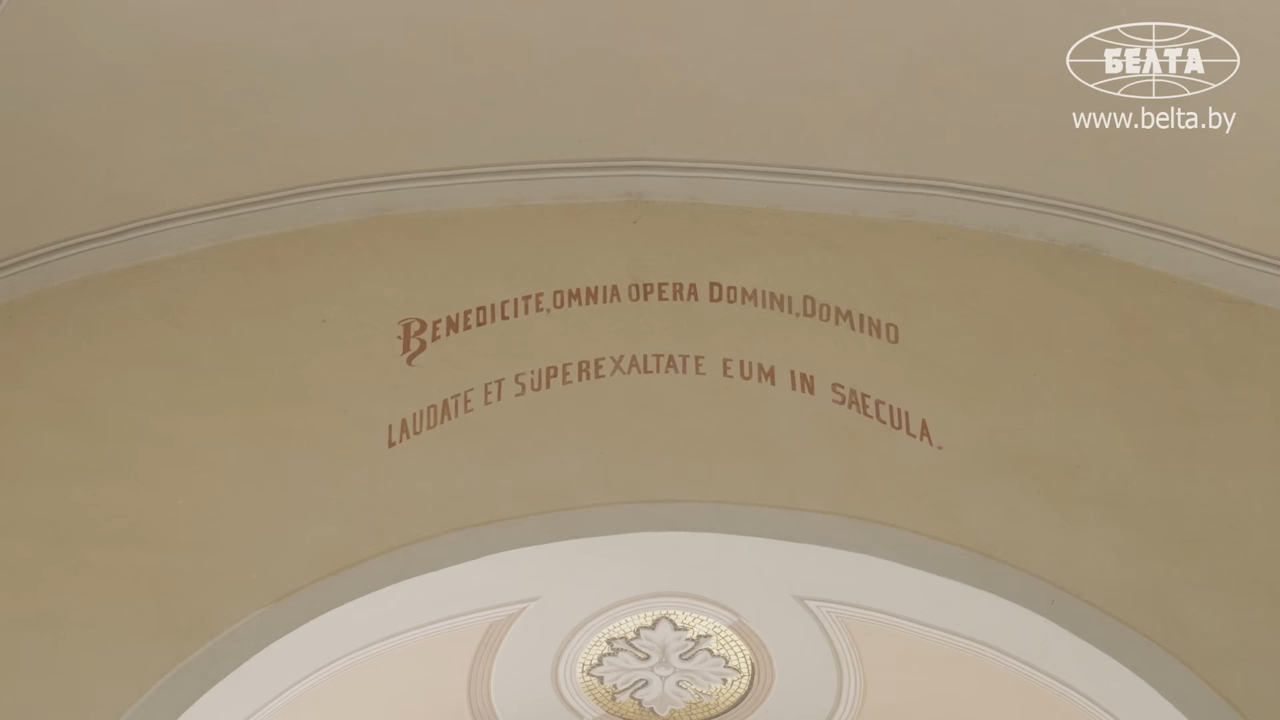 БЕЛТА
www.belta.by
BENEDICITE, OMNIA OPERA DOMINI, DOMINO
LAUDATE ET SUPEREXALTATE EUM IN SAECULA.